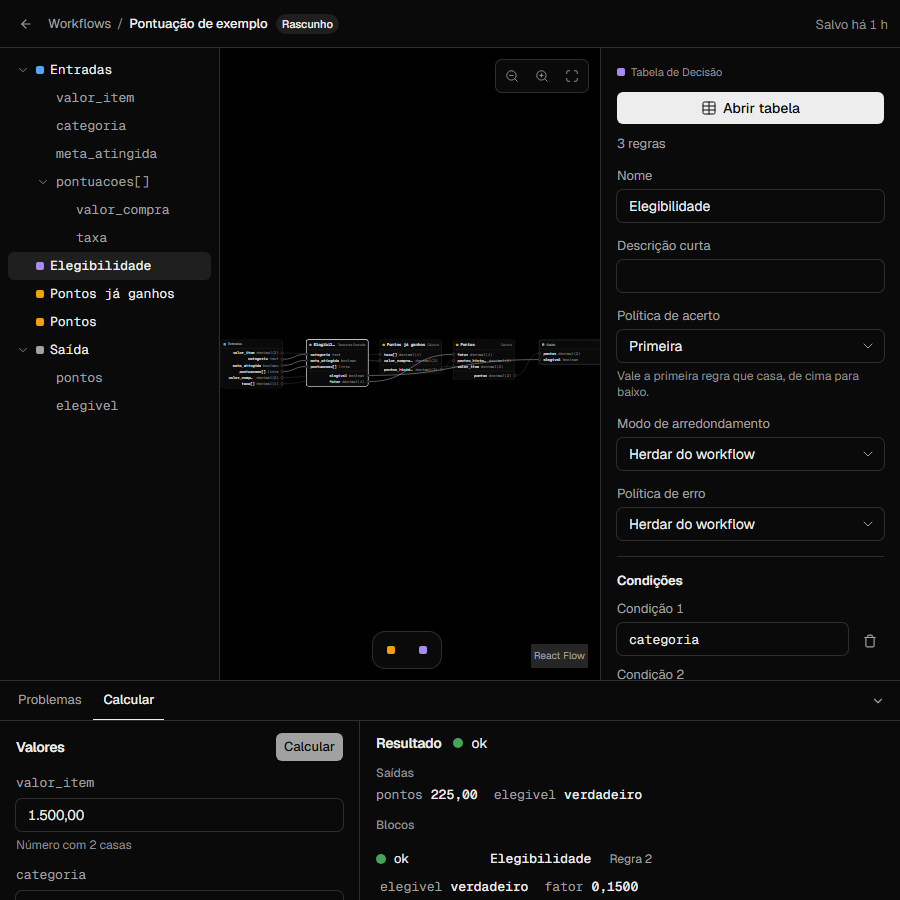 Workflows / Pontuação de exemplo Rascunho
Salvo há 1 h
Entradas
valor_item
categoria
meta_atingida
pontuacoes[]
valor_compra
taxa
Elegibilidade
Pontos já ganhos
Pontos
Saída
pontos
elegivel
React Flow
Tabela de Decisão
Abrir tabela
3 regras
Nome
Elegibilidade
Descrição curta
Política de acerto
Primeira
Vale a primeira regra que casa, de cima para
baixo.
Modo de arredondamento
Herdar do workflow
Política de erro
Herdar do workflow
Condições
Condição 1
categoria
Condição 2
Problemas Calcular
Valores Calcular
valor_item
1.500,00
Número com 2 casas
categoria
Resultado ok
Saídas
pontos 225,00 elegivel verdadeiro
Blocos
ok Elegibilidade Regra 2
elegivel verdadeiro fator 0,1500